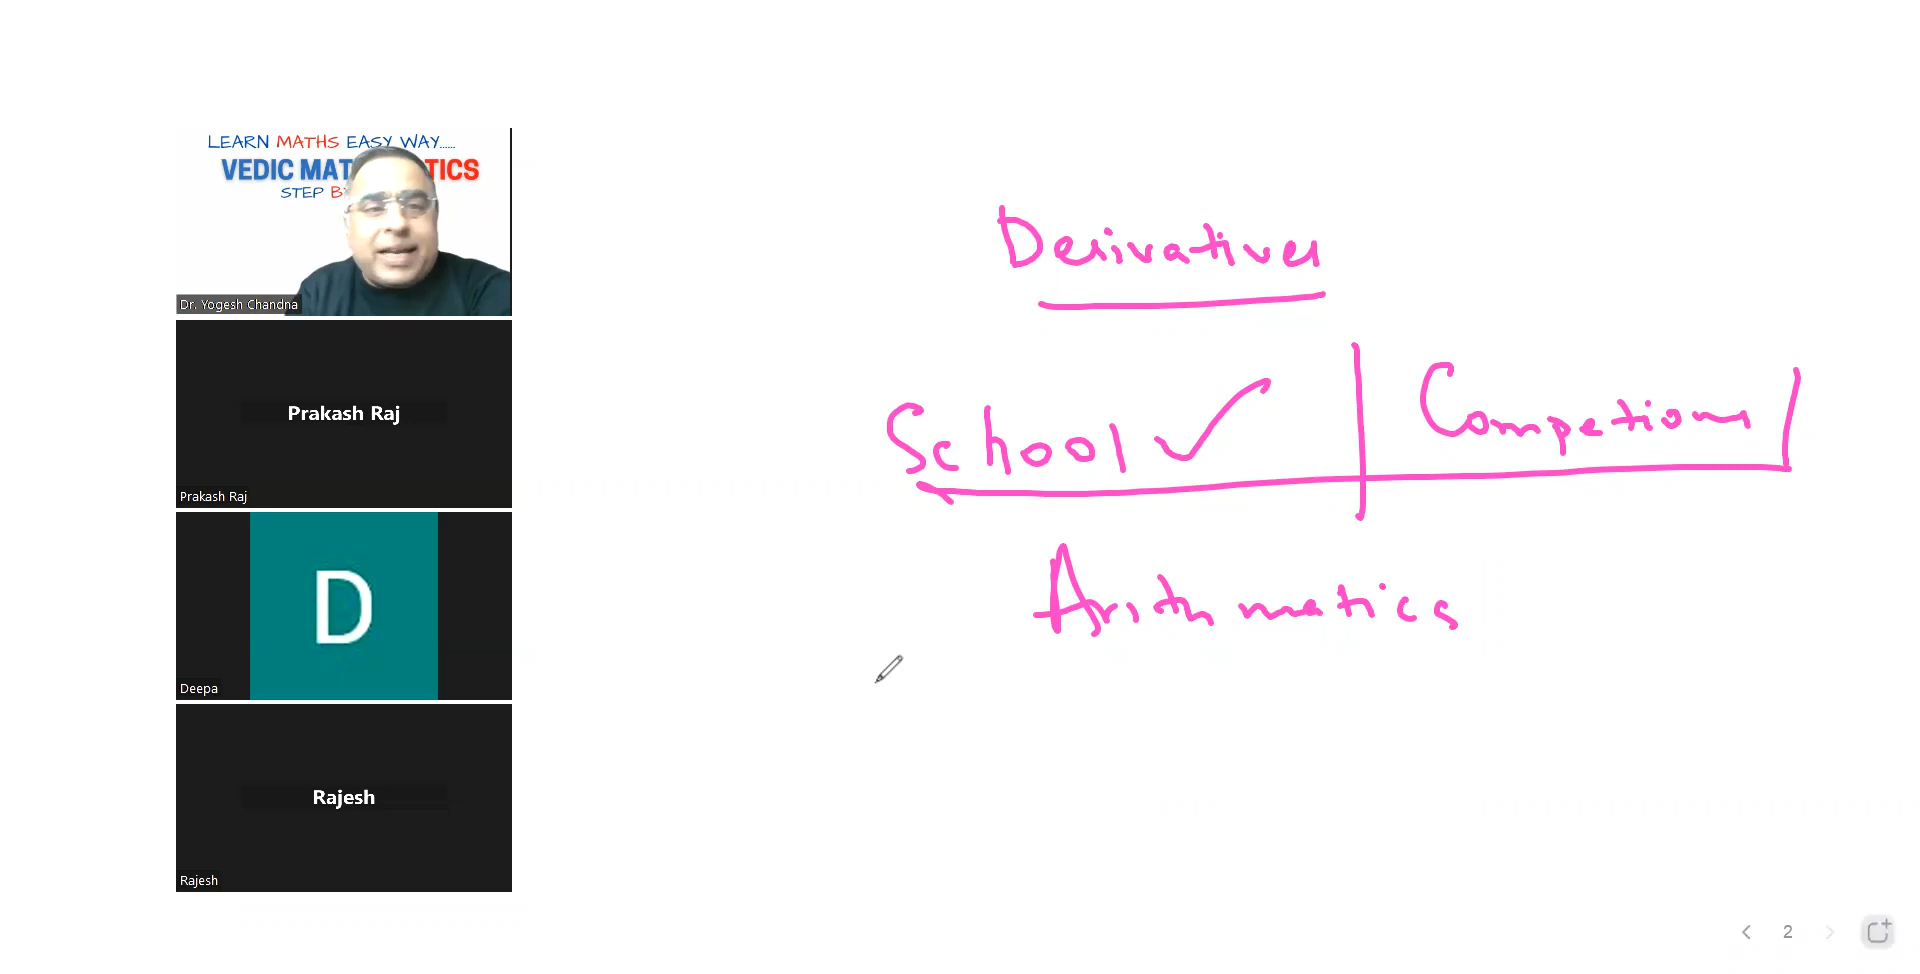 LEARN MATHS EASY WAY......
VEDIC MAT TICS
STEP B
Dr. Yogesh Chandna
Prakash Raj
Prakash Raj
D
Deepa
Rajesh
Rajesh
Derivatives
School ✓ | Competions
Arithmatics
2